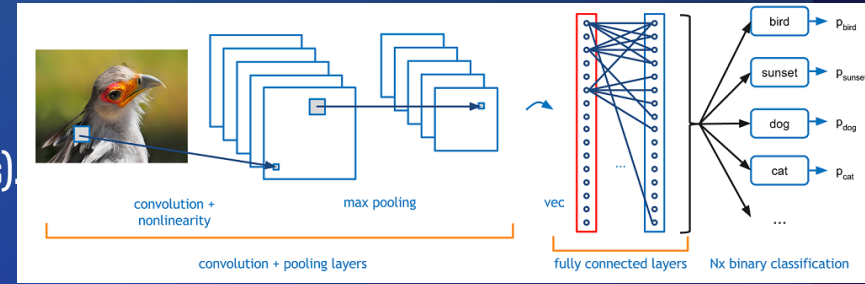 ).
bird
p_bird
sunset
p_sunset
dog
p_dog
cat
p_cat
...
...
convolution +
nonlinearity
max pooling
vec
convolution + pooling layers
fully connected layers
Nx binary classification